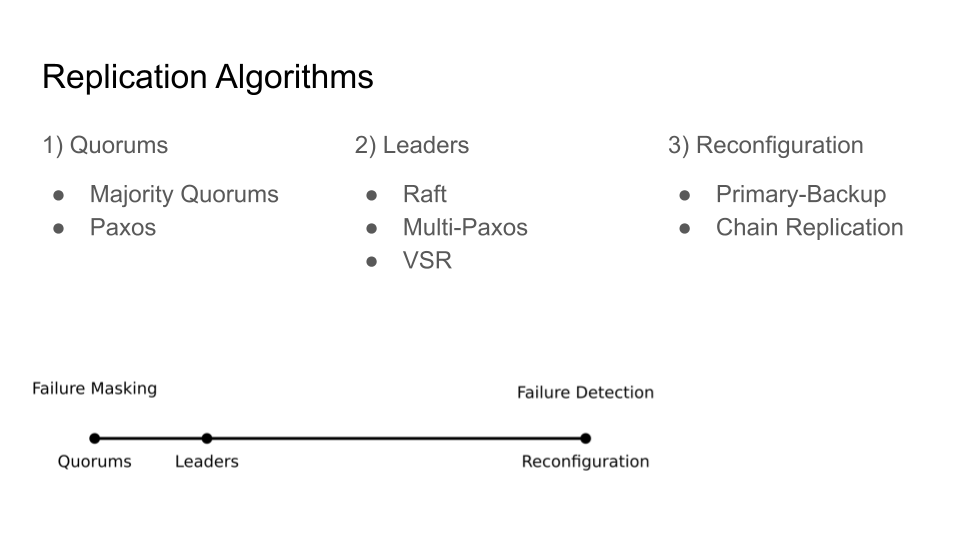 Replication Algorithms
1) Quorums
● Majority Quorums
● Paxos
2) Leaders
● Raft
● Multi-Paxos
● VSR
3) Reconfiguration
● Primary-Backup
● Chain Replication
Failure Masking
Failure Detection
Quorums
Leaders
Reconfiguration